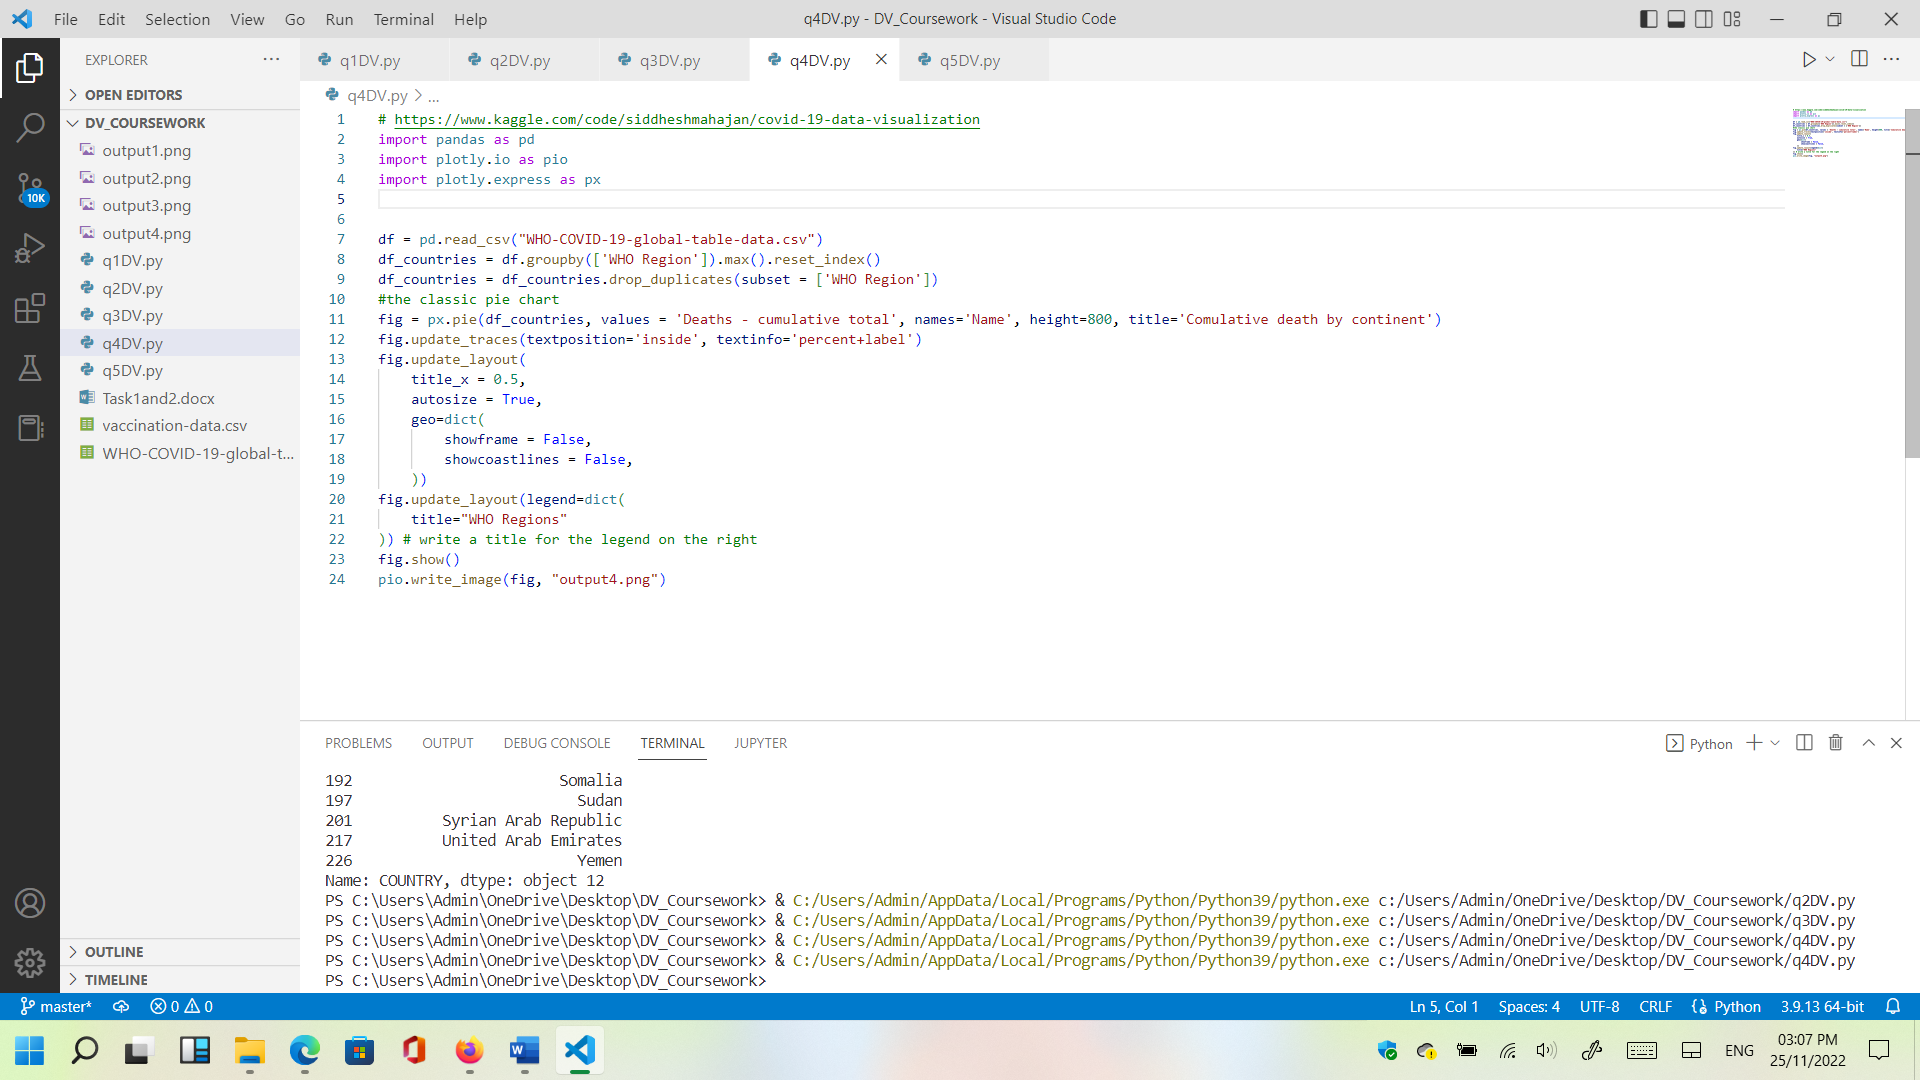 File Edit Selection View Go Run Terminal Help
q4DV.py - DV_Coursework - Visual Studio Code
EXPLORER
OPEN EDITORS
DV_COURSEWORK
output1.png
output2.png
output3.png
output4.png
q1DV.py
q2DV.py
q3DV.py
q4DV.py
q5DV.py
Task1and2.docx
vaccination-data.csv
WHO-COVID-19-global-t...
10K
OUTLINE
TIMELINE
q1DV.py q2DV.py q3DV.py q4DV.py q5DV.py
q4DV.py > ...
1 # https://www.kaggle.com/code/siddheshmahajan/covid-19-data-visualization
2 import pandas as pd
3 import plotly.io as pio
4 import plotly.express as px
5
6
7 df = pd.read_csv("WHO-COVID-19-global-table-data.csv")
8 df_countries = df.groupby(['WHO Region']).max().reset_index()
9 df_countries = df_countries.drop_duplicates(subset = ['WHO Region'])
10 #the classic pie chart
11 fig = px.pie(df_countries, values = 'Deaths - cumulative total', names='Name', height=800, title='Comulative death by continent')
12 fig.update_traces(textposition='inside', textinfo='percent+label')
13 fig.update_layout(
14 title_x = 0.5,
15 autosize = True,
16 geo=dict(
17 showframe = False,
18 showcoastlines = False,
19 ))
20 fig.update_layout(legend=dict(
21 title="WHO Regions"
22 )) # write a title for the legend on the right
23 fig.show()
24 pio.write_image(fig, "output4.png")
PROBLEMS OUTPUT DEBUG CONSOLE TERMINAL JUPYTER
Python
192 Somalia
197 Sudan
201 Syrian Arab Republic
217 United Arab Emirates
226 Yemen
Name: COUNTRY, dtype: object 12
PS C:\Users\Admin\OneDrive\Desktop\DV_Coursework> & C:/Users/Admin/AppData/Local/Programs/Python/Python39/python.exe c:/Users/Admin/OneDrive/Desktop/DV_Coursework/q2DV.py
PS C:\Users\Admin\OneDrive\Desktop\DV_Coursework> & C:/Users/Admin/AppData/Local/Programs/Python/Python39/python.exe c:/Users/Admin/OneDrive/Desktop/DV_Coursework/q3DV.py
PS C:\Users\Admin\OneDrive\Desktop\DV_Coursework> & C:/Users/Admin/AppData/Local/Programs/Python/Python39/python.exe c:/Users/Admin/OneDrive/Desktop/DV_Coursework/q4DV.py
PS C:\Users\Admin\OneDrive\Desktop\DV_Coursework> & C:/Users/Admin/AppData/Local/Programs/Python/Python39/python.exe c:/Users/Admin/OneDrive/Desktop/DV_Coursework/q4DV.py
PS C:\Users\Admin\OneDrive\Desktop\DV_Coursework>
master* 0 0
Ln 5, Col 1 Spaces: 4 UTF-8 CRLF Python 3.9.13 64-bit
ENG
03:07 PM
25/11/2022